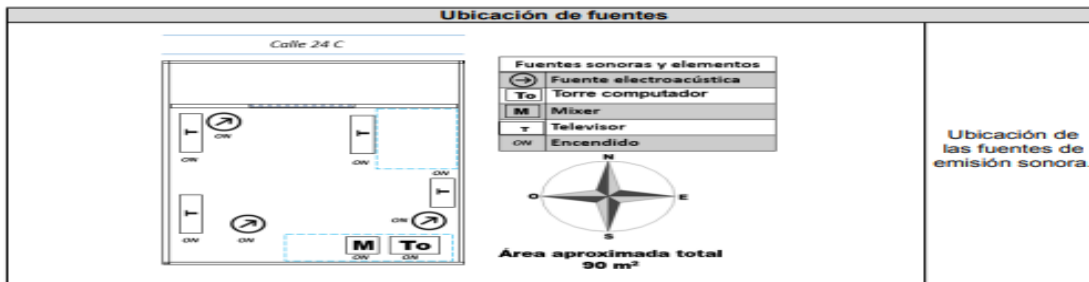 Ubicación de fuentes
Calle 24 C
T
ON
ON
T
ON
ON
T
ON
T
ON
ON
ON
M
ON
To
ON
Fuentes sonoras y elementos
Fuente electroacústica
To Torre computador
M Mixer
T Televisor
ON Encendido
N
O
E
S
Área aproximada total
90 m²
Ubicación de
las fuentes de
emisión sonora.